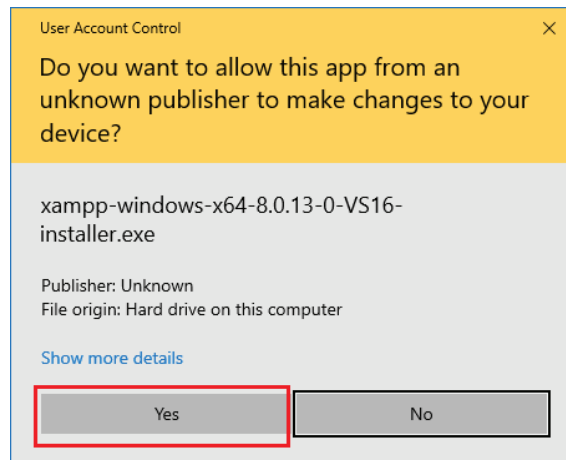 User Account Control
Do you want to allow this app from an
unknown publisher to make changes to your
device?
xampp-windows-x64-8.0.13-0-VS16-
installer.exe
Publisher: Unknown
File origin: Hard drive on this computer
Show more details
Yes
No